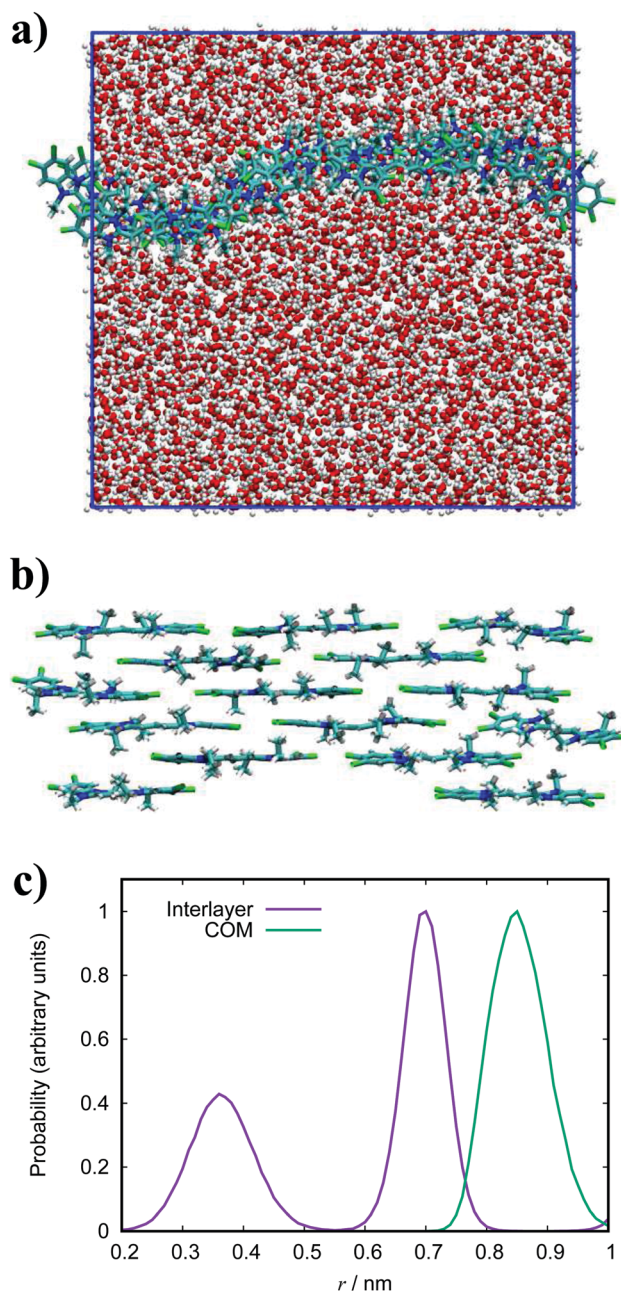 a)
b)
c)
Interlayer
COM
Probability (arbitrary units)
1
0.8
0.6
0.4
0.2
0
0.2 0.3 0.4 0.5 0.6 0.7 0.8 0.9 1
r / nm